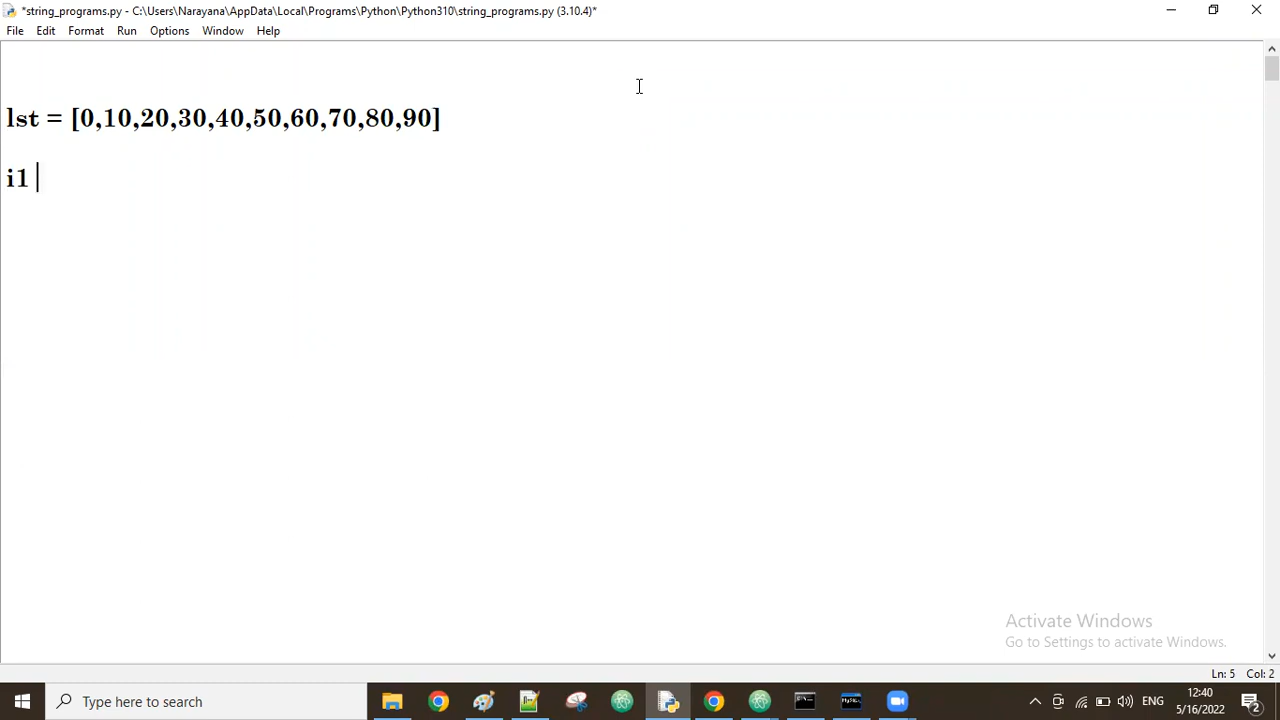 *string_programs.py - C:\Users\Narayana\AppData\Local\Programs\Python\Python310\string_programs.py (3.10.4)*
File Edit Format Run Options Window Help
lst = [0,10,20,30,40,50,60,70,80,90]
i1
Activate Windows
Go to Settings to activate Windows.
Ln: 5 Col: 2
Type here to search
ENG
12:40
5/16/2022
2